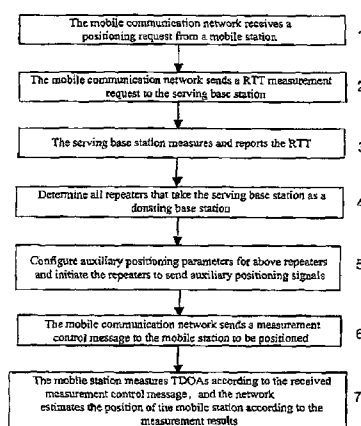 The mobile communication network receives a
positioning request from a mobile station
1
The mobile communication network sends a RTT measurement
request to the serving base station
2
The serving base station measures and reports the RTT
3
Determine all repeaters that take the serving base station as a
donating base station
4
Configure auxiliary positioning parameters for above repeaters
and initiate the repeaters to send auxiliary positioning signals
5
The mobile communication network sends a measurement
control message to the mobile station to be positioned
6
The mobile station measures TDOAs according to the received
measurement control message, and the network
estimates the position of the mobile station according to the
measurement results
7